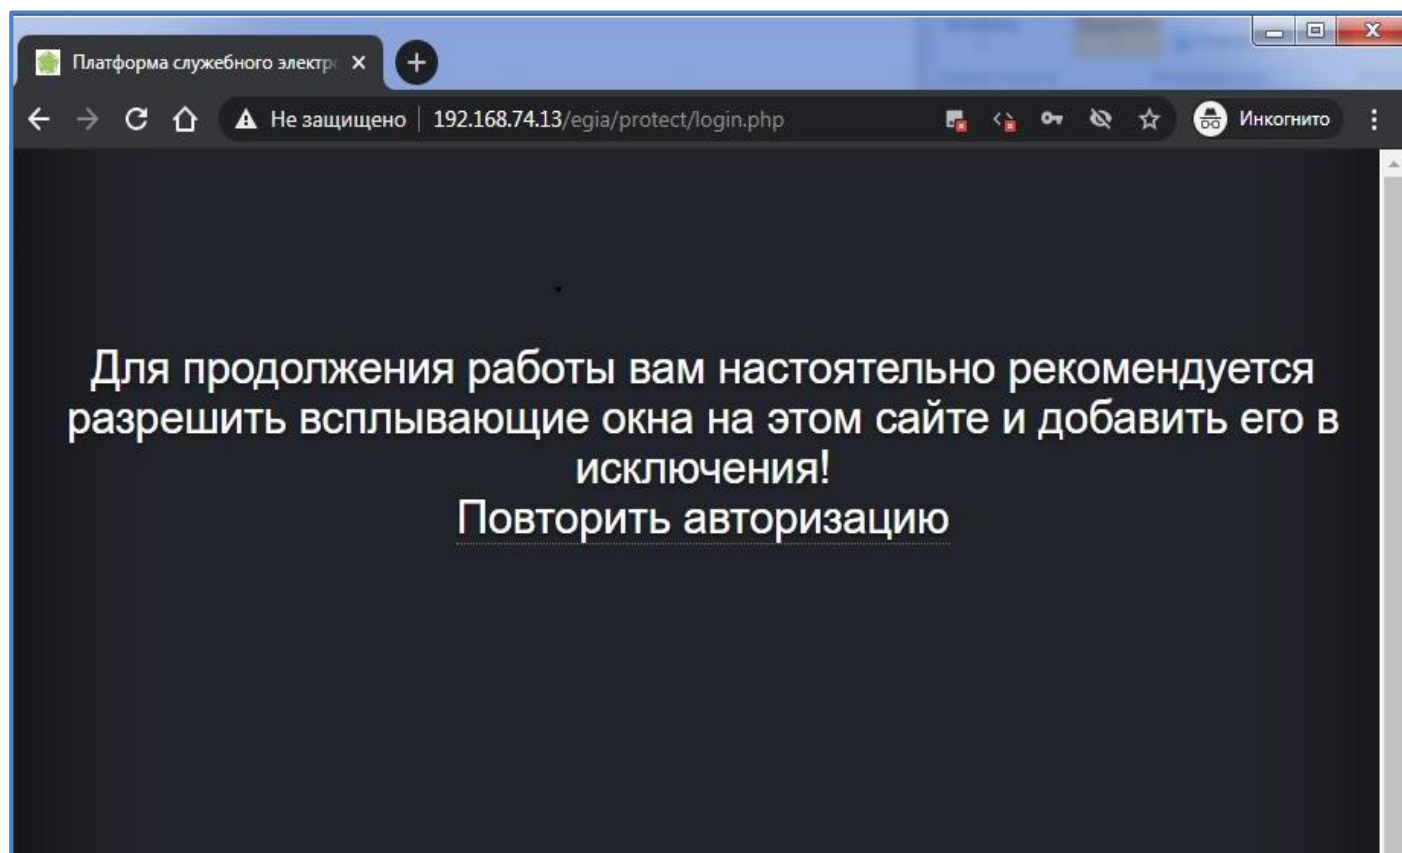 Платформа служебного электр
Не защищено 192.168.74.13/egia/protect/login.php
Инкогнито
Для продолжения работы вам настоятельно рекомендуется
разрешить всплывающие окна на этом сайте и добавить его в
исключения!
Повторить авторизацию